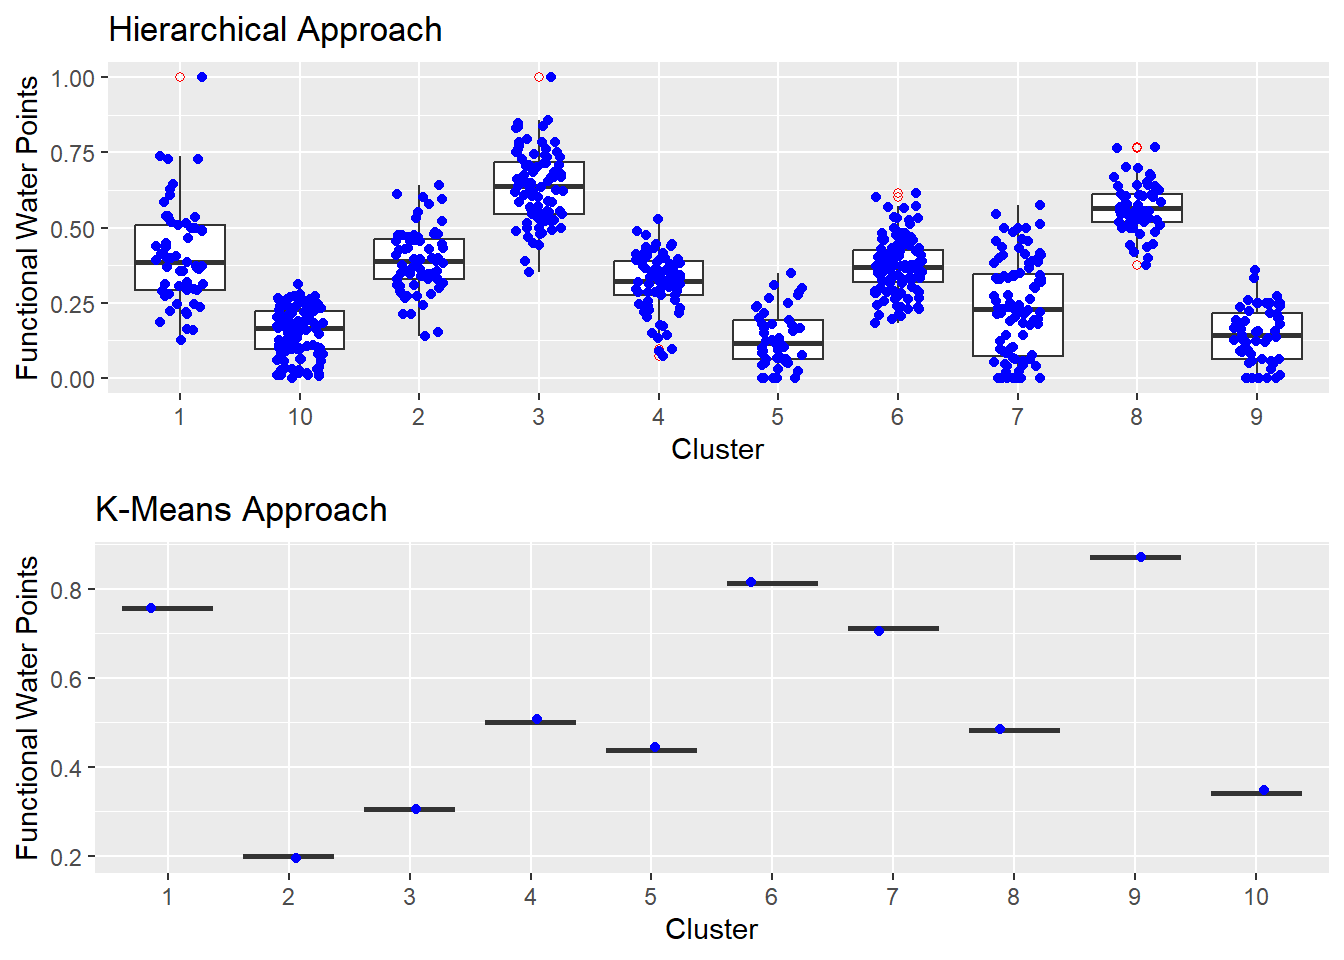 Hierarchical Approach
Functional Water Points
1.00
0.75
0.50
0.25
0.00
1 10 2 3 4 5 6 7 8 9
Cluster
K-Means Approach
Functional Water Points
0.8
0.6
0.4
0.2
1 2 3 4 5 6 7 8 9 10
Cluster